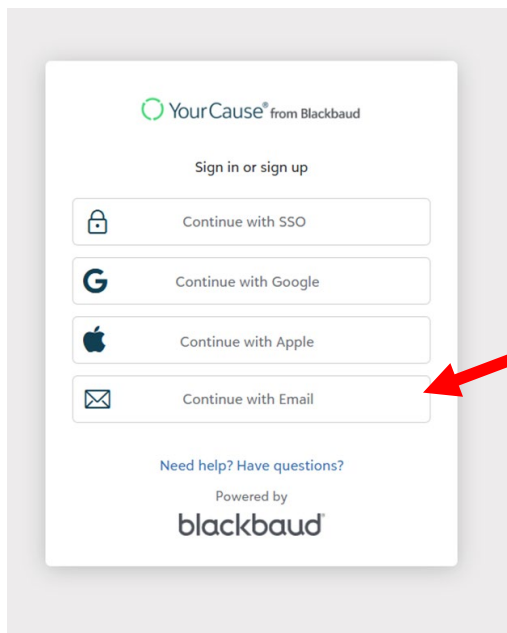 YourCause® from Blackbaud
Sign in or sign up
Continue with SSO
Continue with Google
Continue with Apple
Continue with Email
Need help? Have questions?
Powered by
blackbaud®